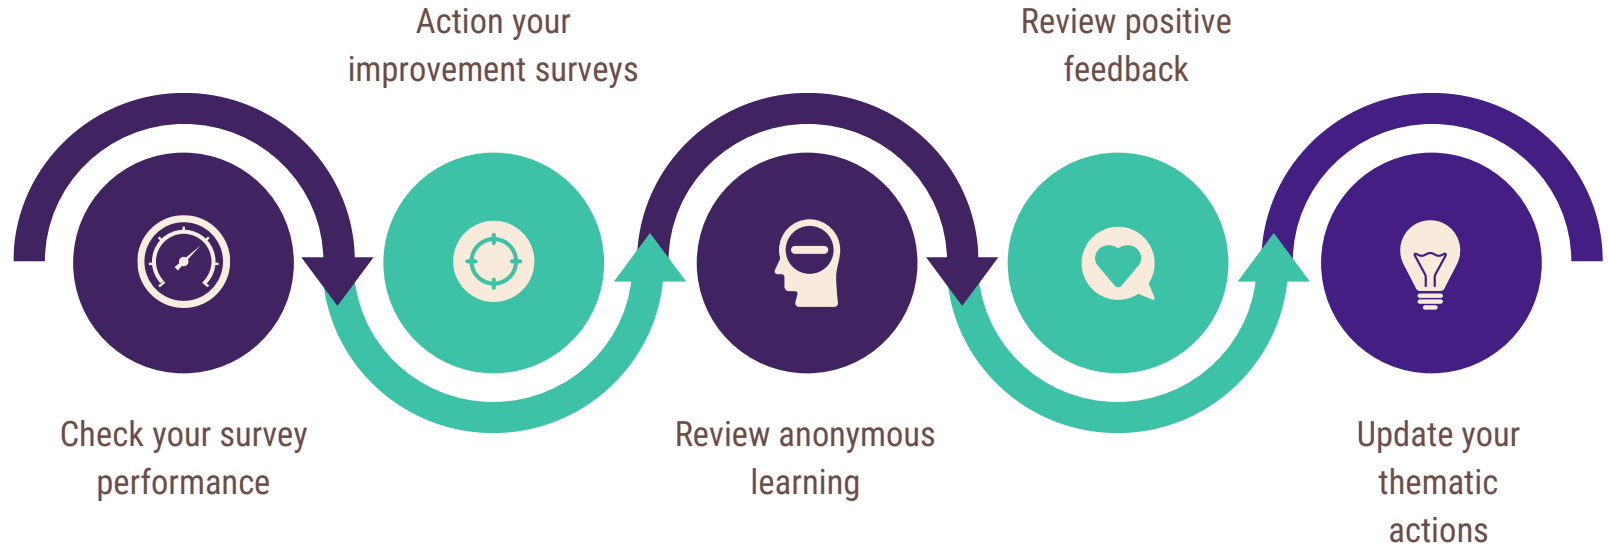 Check your survey
performance
Action your
improvement surveys
Review anonymous
learning
Review positive
feedback
Update your
thematic
actions